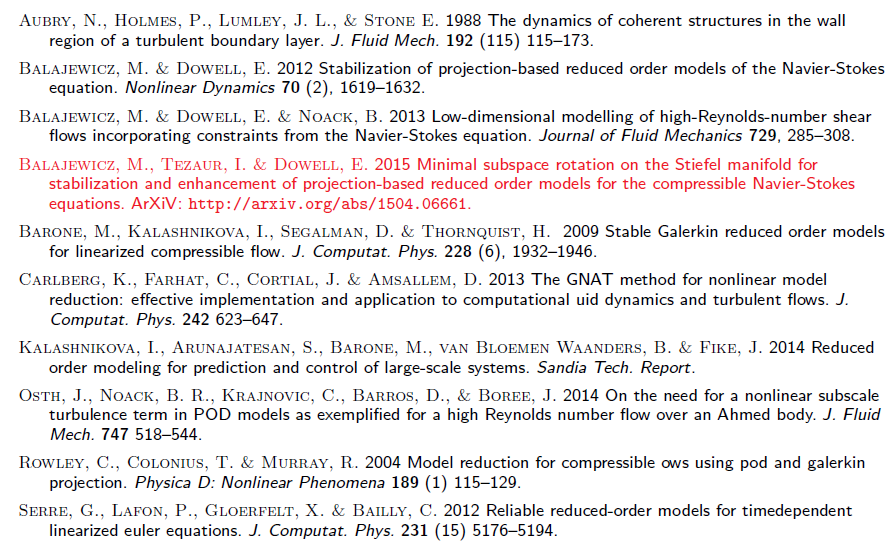 AUBRY, N., HOLMES, P., LUMLEY, J. L., & STONE E. 1988 The dynamics of coherent structures in the wall
region of a turbulent boundary layer. J. Fluid Mech. 192 (115) 115–173.
BALAJEWICZ, M. & DOWELL, E. 2012 Stabilization of projection-based reduced order models of the Navier-Stokes
equation. Nonlinear Dynamics 70 (2), 1619–1632.
BALAJEWICZ, M. & DOWELL, E. & NOACK, B. 2013 Low-dimensional modelling of high-Reynolds-number shear
flows incorporating constraints from the Navier-Stokes equation. Journal of Fluid Mechanics 729, 285–308.
BALAJEWICZ, M., TEZAUR, I. & DOWELL, E. 2015 Minimal subspace rotation on the Stiefel manifold for
stabilization and enhancement of projection-based reduced order models for the compressible Navier-Stokes
equations. ArXiV: http://arxiv.org/abs/1504.06661.
BARONE, M., KALASHNIKOVA, I., SEGALMAN, D. & THORNQUIST, H. 2009 Stable Galerkin reduced order models
for linearized compressible flow. J. Computat. Phys. 228 (6), 1932–1946.
CARLBERG, K., FARHAT, C., CORTIAL, J. & AMSALLEM, D. 2013 The GNAT method for nonlinear model
reduction: effective implementation and application to computational uid dynamics and turbulent flows. J.
Computat. Phys. 242 623–647.
KALASHNIKOVA, I., ARUNAJATESAN, S., BARONE, M., VAN BLOEMEN WAANDERS, B. & FIKE, J. 2014 Reduced
order modeling for prediction and control of large-scale systems. Sandia Tech. Report.
OSTH, J., NOACK, B. R., KRAJNOVIC, C., BARROS, D., & BOREE, J. 2014 On the need for a nonlinear subscale
turbulence term in POD models as exemplified for a high Reynolds number flow over an Ahmed body. J. Fluid
Mech. 747 518–544.
ROWLEY, C., COLONIUS, T. & MURRAY, R. 2004 Model reduction for compressible ows using pod and galerkin
projection. Physica D: Nonlinear Phenomena 189 (1) 115–129.
SERRE, G., LAFON, P., GLOERFELT, X. & BAILLY, C. 2012 Reliable reduced-order models for timedependent
linearized euler equations. J. Computat. Phys. 231 (15) 5176–5194.